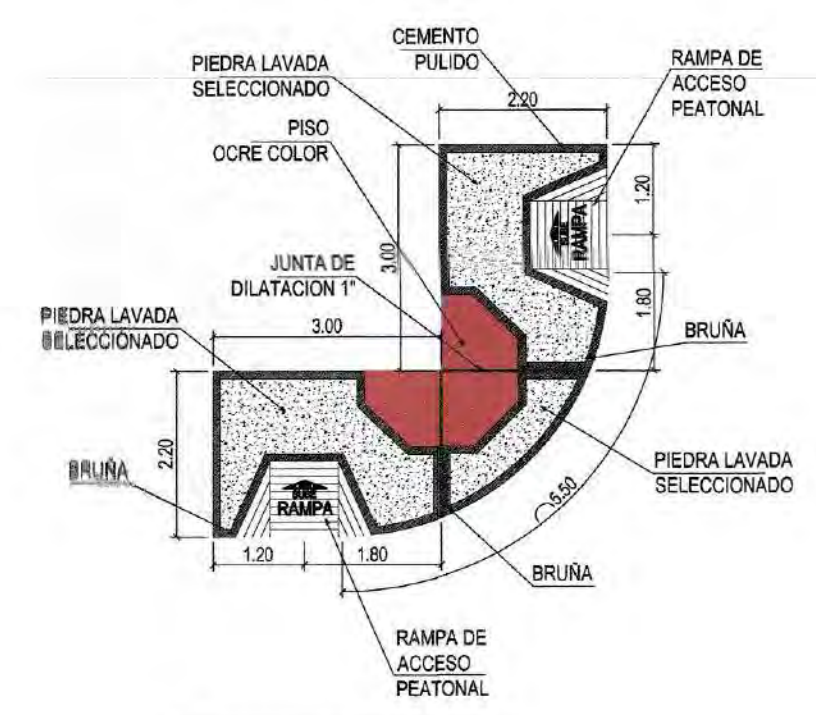 CEMENTO
PULIDO
PIEDRA LAVADA
SELECCIONADO
RAMPA DE
ACCESO
PEATONAL
2.20
PISO
OCRE COLOR
1.20
SUBE
RAMPA
3.00
JUNTA DE
DILATACION 1"
PIEDRA LAVADA
SELECCIONADO
3.00
1.80
BRUÑA
2.20
BRUÑA
SUBE
RAMPA
PIEDRA LAVADA
SELECCIONADO
5.50
1.20
1.80
BRUÑA
RAMPA DE
ACCESO
PEATONAL